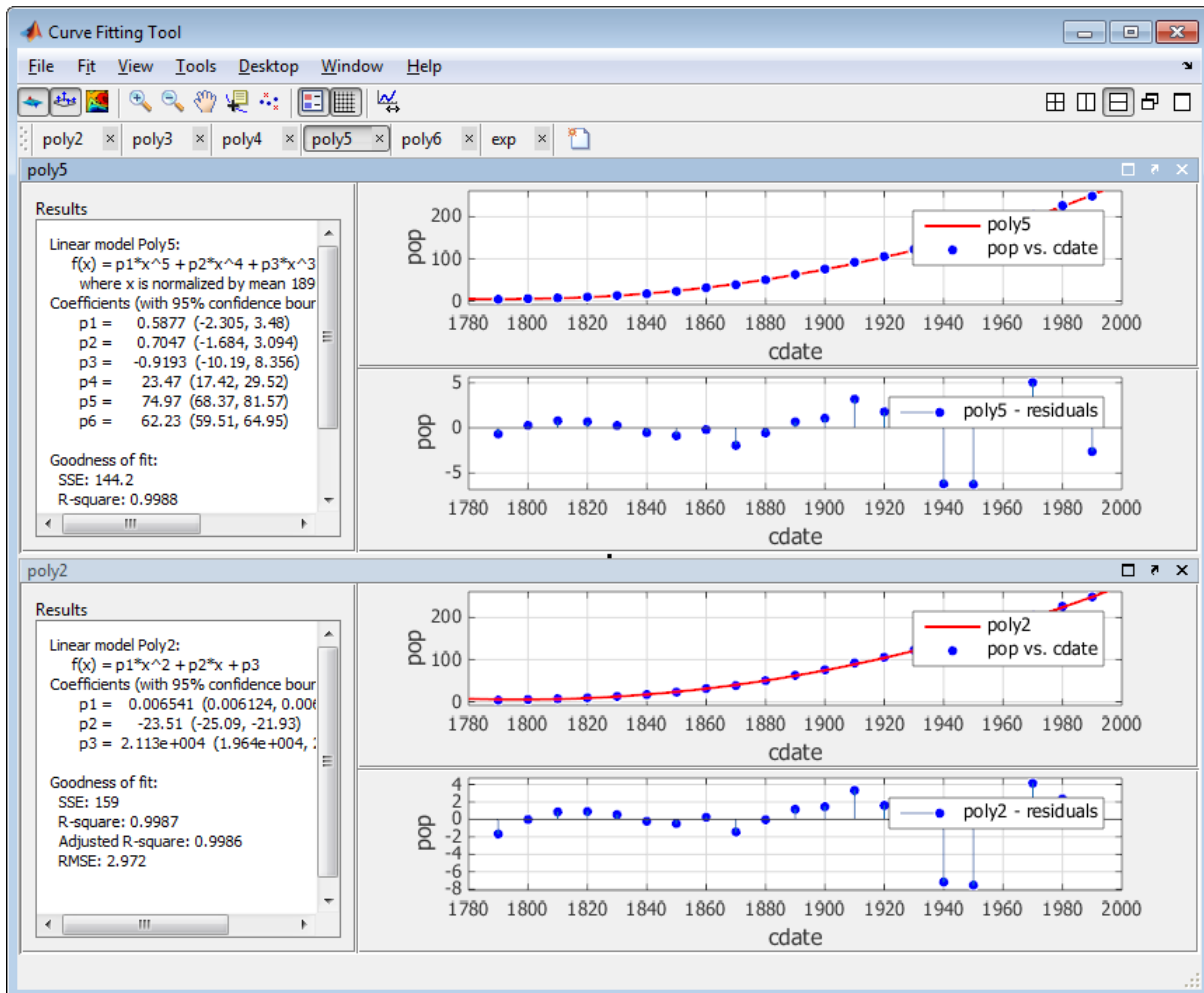 Curve Fitting Tool
File Fit View Tools Desktop Window Help
poly2 poly3 poly4 poly5 poly6 exp
poly5
Results
Linear model Poly5:
f(x) = p1*x^5 + p2*x^4 + p3*x^3
where x is normalized by mean 189
Coefficients (with 95% confidence bour
p1 = 0.5877 (-2.305, 3.48)
p2 = 0.7047 (-1.684, 3.094)
p3 = -0.9193 (-10.19, 8.356)
p4 = 23.47 (17.42, 29.52)
p5 = 74.97 (68.37, 81.57)
p6 = 62.23 (59.51, 64.95)
Goodness of fit:
SSE: 144.2
R-square: 0.9988
pop
200
100
0
poly5
pop vs. cdate
1780 1800 1820 1840 1860 1880 1900 1920 1940 1960 1980 2000
cdate
pop
5
0
-5
poly5 - residuals
1780 1800 1820 1840 1860 1880 1900 1920 1940 1960 1980 2000
cdate
poly2
Results
Linear model Poly2:
f(x) = p1*x^2 + p2*x + p3
Coefficients (with 95% confidence bour
p1 = 0.006541 (0.006124, 0.006
p2 = -23.51 (-25.09, -21.93)
p3 = 2.113e+004 (1.964e+004,
Goodness of fit:
SSE: 159
R-square: 0.9987
Adjusted R-square: 0.9986
RMSE: 2.972
pop
200
100
0
poly2
pop vs. cdate
1780 1800 1820 1840 1860 1880 1900 1920 1940 1960 1980 2000
cdate
pop
4
2
0
-2
-4
-6
-8
poly2 - residuals
1780 1800 1820 1840 1860 1880 1900 1920 1940 1960 1980 2000
cdate